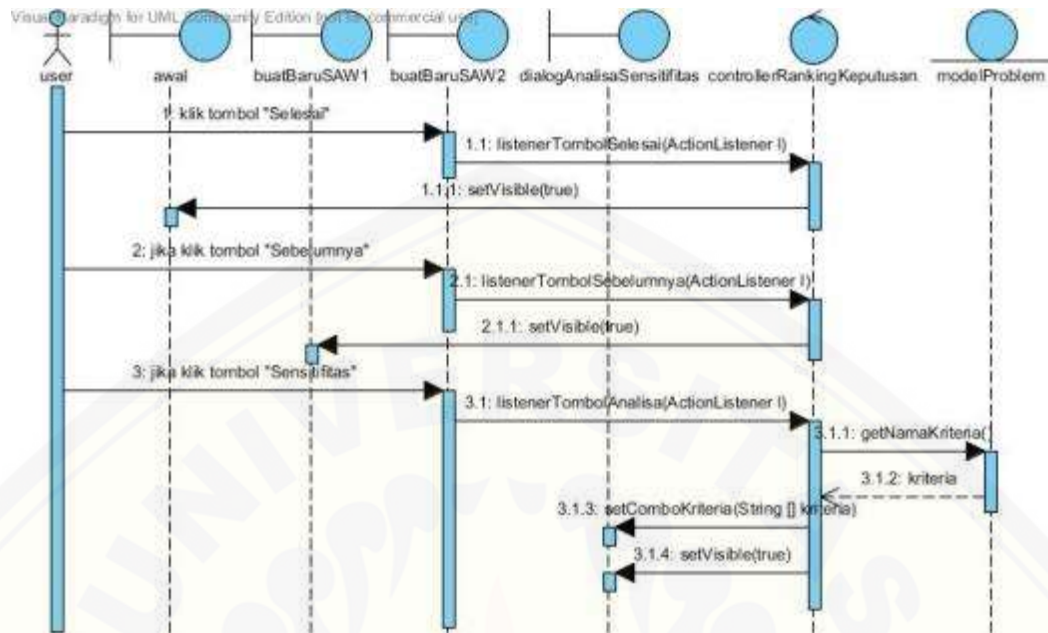 Visual Paradigm for UML Community Edition [not for commercial use]
user
awal
buatBaruSAW1
buatBaruSAW2
dialogAnalisaSensitifitas
controllerRankingKeputusan
modelProblem
1: klik tombol "Selesai"
1.1: listenerTombolSelesai(ActionListener l)
1.1.1: setVisible(true)
2: jika klik tombol "Sebelumnya"
2.1: listenerTombolSebelumnya(ActionListener l)
2.1.1: setVisible(true)
3: jika klik tombol "Sensitifitas"
3.1: listenerTombolAnalisa(ActionListener l)
3.1.1: getNamaKriteria()
3.1.2: kriteria
3.1.3: setComboKriteria(String [] kriteria)
3.1.4: setVisible(true)
UNIVERSITAS